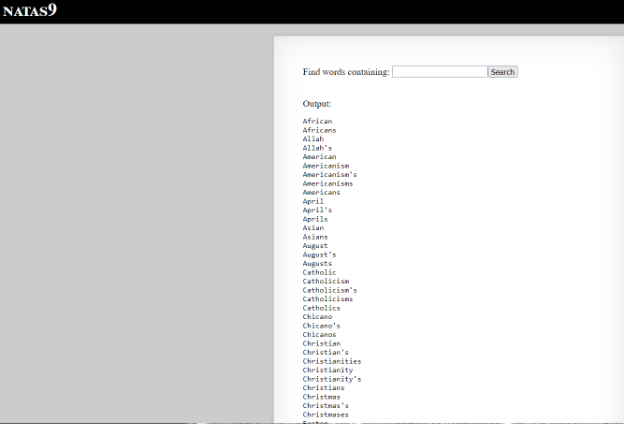 NATAS9
Find words containing: Search
Output:
African
Africans
Allah
Allah's
American
Americanism
Americanism's
Americanisms
Americans
April
April's
Aprils
Asian
Asians
August
August's
Augusts
Catholic
Catholicism
Catholicism's
Catholicisms
Catholics
Chicano
Chicano's
Chicanos
Christian
Christian's
Christianities
Christianity
Christianity's
Christians
Christmas
Christmas's
Christmases